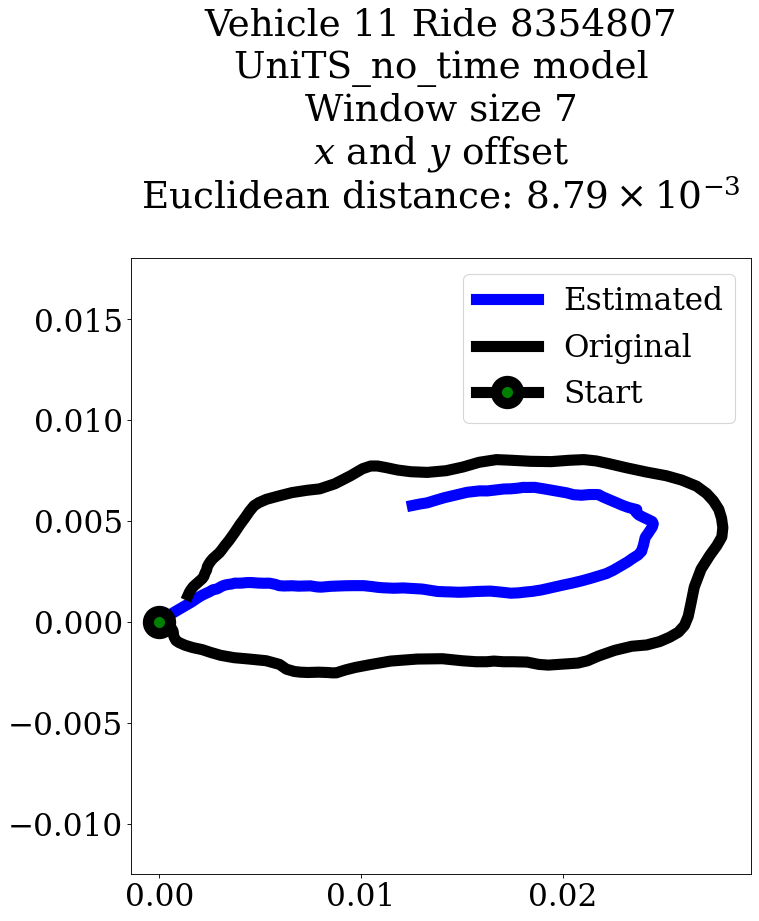 Vehicle 11 Ride 8354807
UniTS_no_time model
Window size 7
x and y offset
Euclidean distance: 8.79 × 10⁻³
Estimated
Original
Start
0.015
0.010
0.005
0.000
−0.005
−0.010
0.00 0.01 0.02